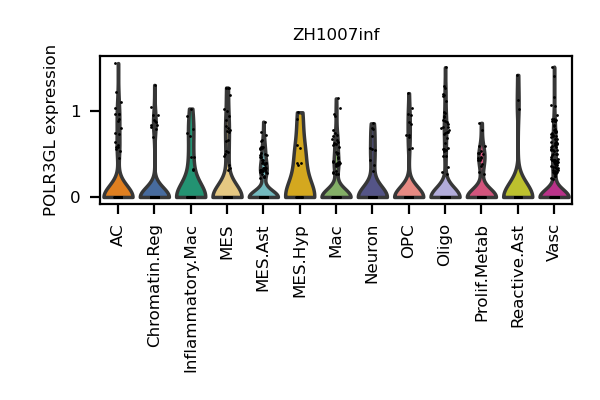 ZH1007inf
POLR3GL expression
1
0
AC
Chromatin.Reg
Inflammatory.Mac
MES
MES.Ast
MES.Hyp
Mac
Neuron
OPC
Oligo
Prolif.Metab
Reactive.Ast
Vasc